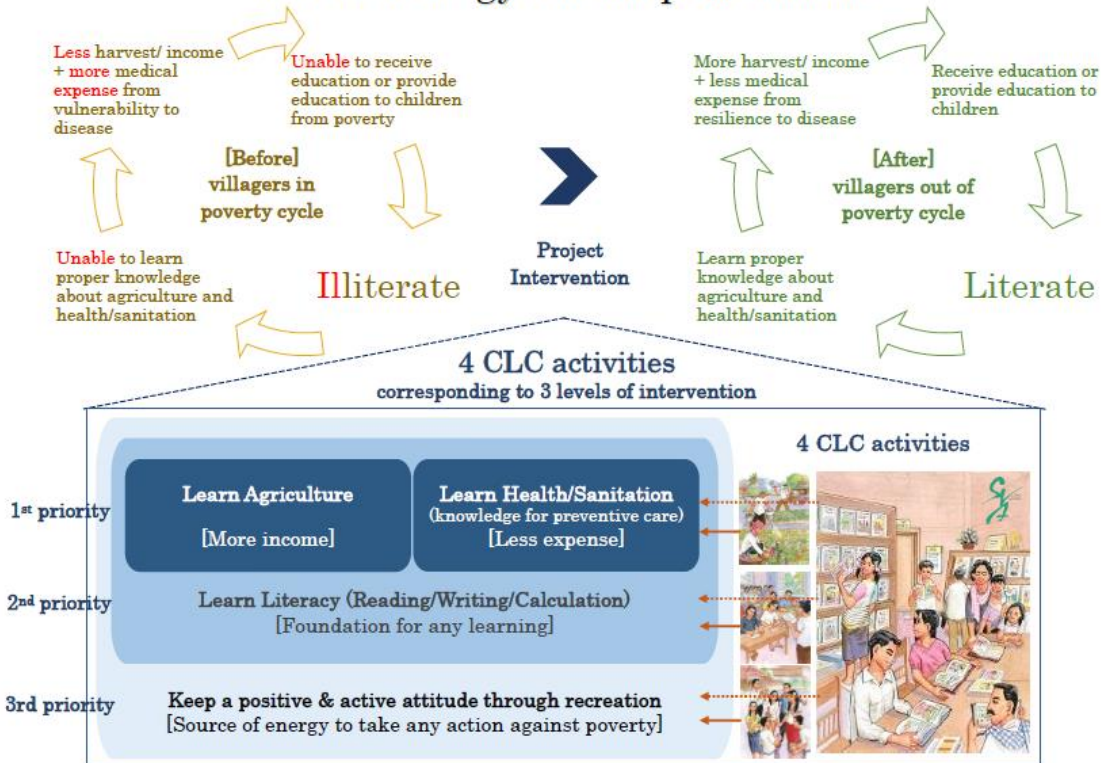 Less harvest/ income
+ more medical
expense from
vulnerability to
disease
Unable to receive
education or provide
education to children
from poverty
[Before]
villagers in
poverty cycle
Unable to learn
proper knowledge
about agriculture and
health/sanitation
Illiterate
Project
Intervention
More harvest/ income
+ less medical
expense from
resilience to disease
Receive education or
provide education to
children
[After]
villagers out of
poverty cycle
Learn proper
knowledge about
agriculture and
health/sanitation
Literate
4 CLC activities
corresponding to 3 levels of intervention
4 CLC activities
1st priority
Learn Agriculture
[More income]
Learn Health/Sanitation
(knowledge for preventive care)
[Less expense]
2nd priority
Learn Literacy (Reading/Writing/Calculation)
[Foundation for any learning]
3rd priority
Keep a positive & active attitude through recreation
[Source of energy to take any action against poverty]